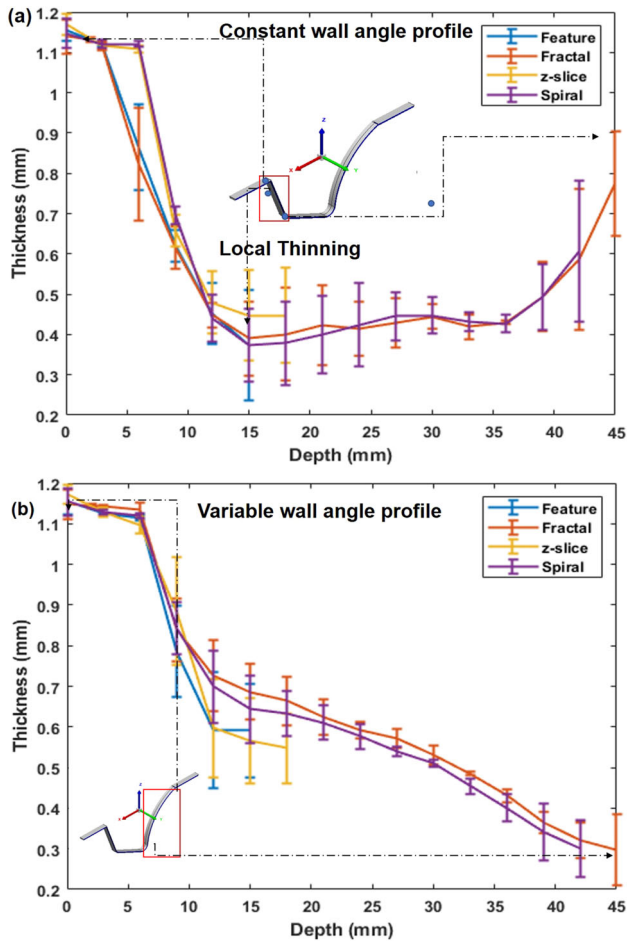 (a)
Constant wall angle profile
Feature
Fractal
z-slice
Spiral
Local Thinning
Thickness (mm)
1.2
1.1
1
0.9
0.8
0.7
0.6
0.5
0.4
0.3
0.2
0 5 10 15 20 25 30 35 40 45
Depth (mm)
Z
X
Y
(b)
Variable wall angle profile
Feature
Fractal
z-slice
Spiral
Thickness (mm)
1.2
1.1
1
0.9
0.8
0.7
0.6
0.5
0.4
0.3
0.2
0 5 10 15 20 25 30 35 40 45
Depth (mm)